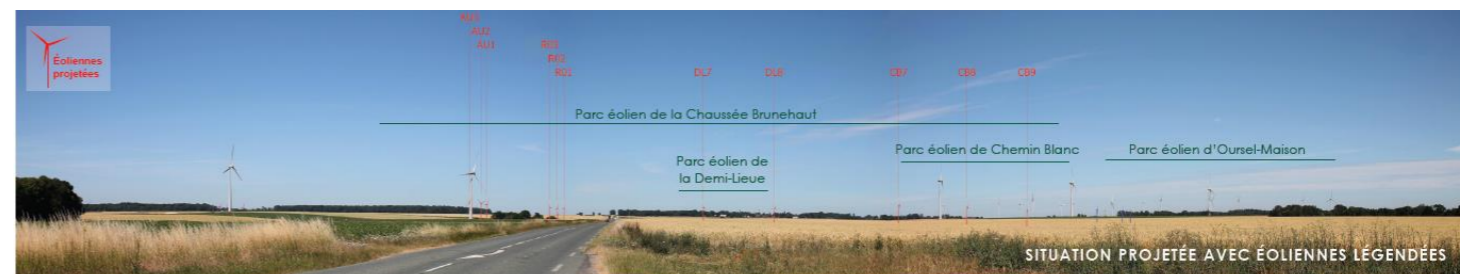 Éoliennes
projetées
AU2
AU1
RO2
RO1
DL7
DL8
CB7
CB8
CB9
Parc éolien de la Chaussée Brunehaut
Parc éolien de
la Demi-Lieue
Parc éolien de Chemin Blanc
Parc éolien d'Oursel-Maison
SITUATION PROJETÉE AVEC ÉOLIENNES LÉGENDÉES